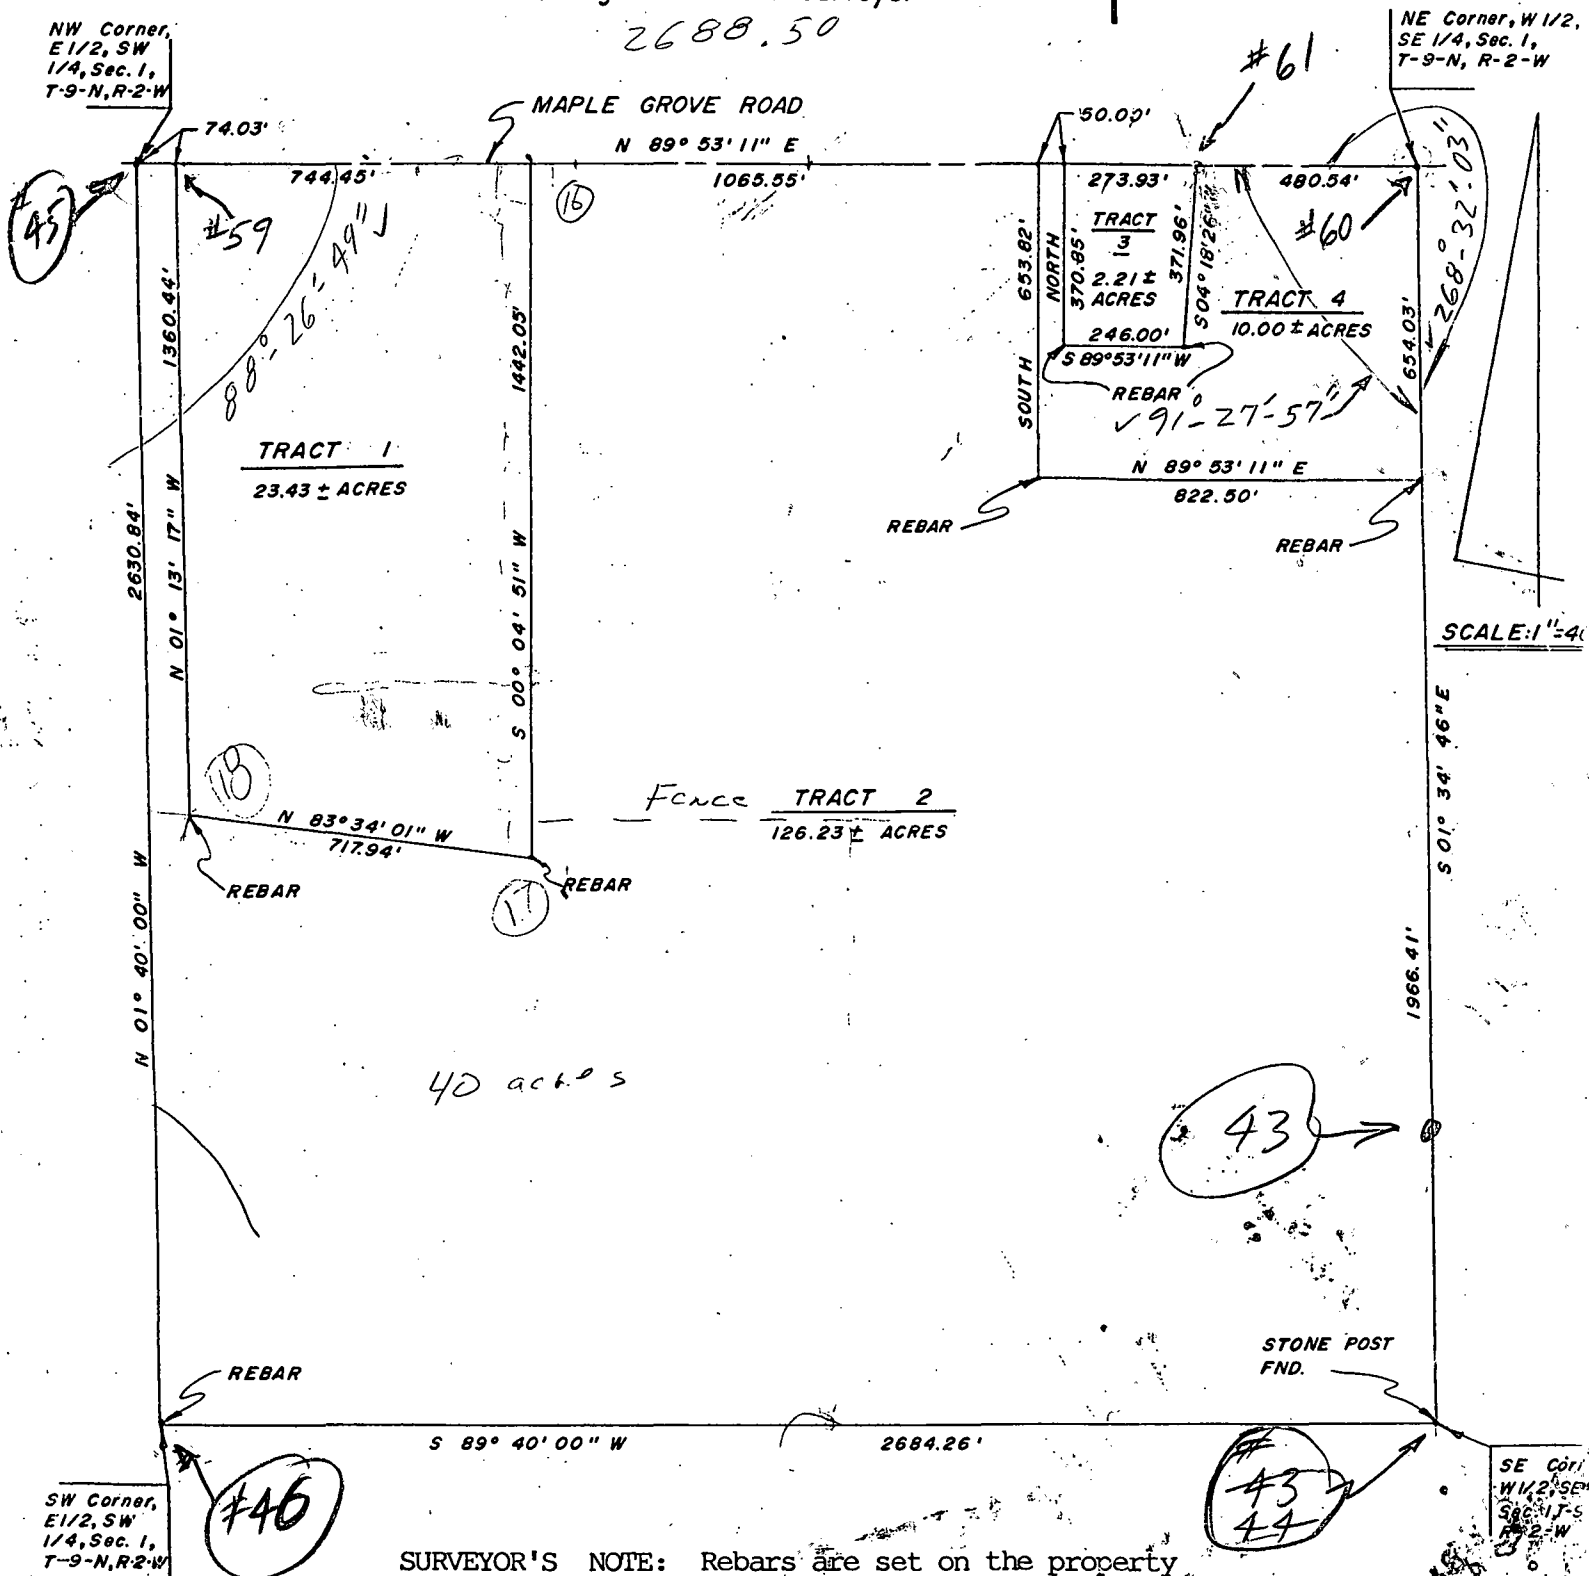 2688.50
NW Corner,
E 1/2, SW
1/4, Sec. 1,
T-9-N, R-2-W
NE Corner, W 1/2,
SE 1/4, Sec. 1,
T-9-N, R-2-W
#61
74.03'
MAPLE GROVE ROAD
50.00'
N 89° 53' 11" E
744.45'
1065.55'
273.93'
480.54'
#45
#59
16
#60
88°-26'-49" ✓
✓ 268°-32'-03"
1360.44'
1442.05'
653.82'
NORTH
370.85'
TRACT
3
2.21 ±
ACRES
371.96'
S 04° 18' 26"
TRACT 4
10.00 ± ACRES
654.03'
246.00'
S 89° 53' 11" W
REBAR
SOUTH
✓ 91°-27'-57"
TRACT 1
23.43 ± ACRES
N 89° 53' 11" E
822.50'
REBAR
REBAR
2630.84'
N 01° 13' 17" W
S 00° 04' 51" W
SCALE: 1"=40
S 01° 34' 46" E
18
N 83° 34' 01" W
717.94'
Fence
TRACT 2
126.23 ± ACRES
REBAR
REBAR
17
N 01° 40' 00" W
1966.41'
40 acres
43
REBAR
STONE POST
FND.
S 89° 40' 00" W
2684.26'
#46
#
43
44
SW Corner,
E 1/2, SW
1/4, Sec. 1,
T-9-N, R-2-W
SE Cor
W 1/2, SE
SURVEYOR'S NOTE: Rebars are set on the property